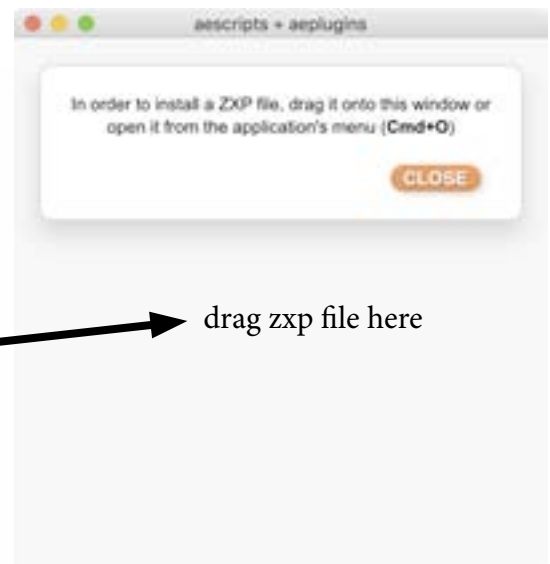 aescripts + aeplugins
In order to install a ZXP file, drag it onto this window or
open it from the application's menu (Cmd+O)
CLOSE
drag zxp file here